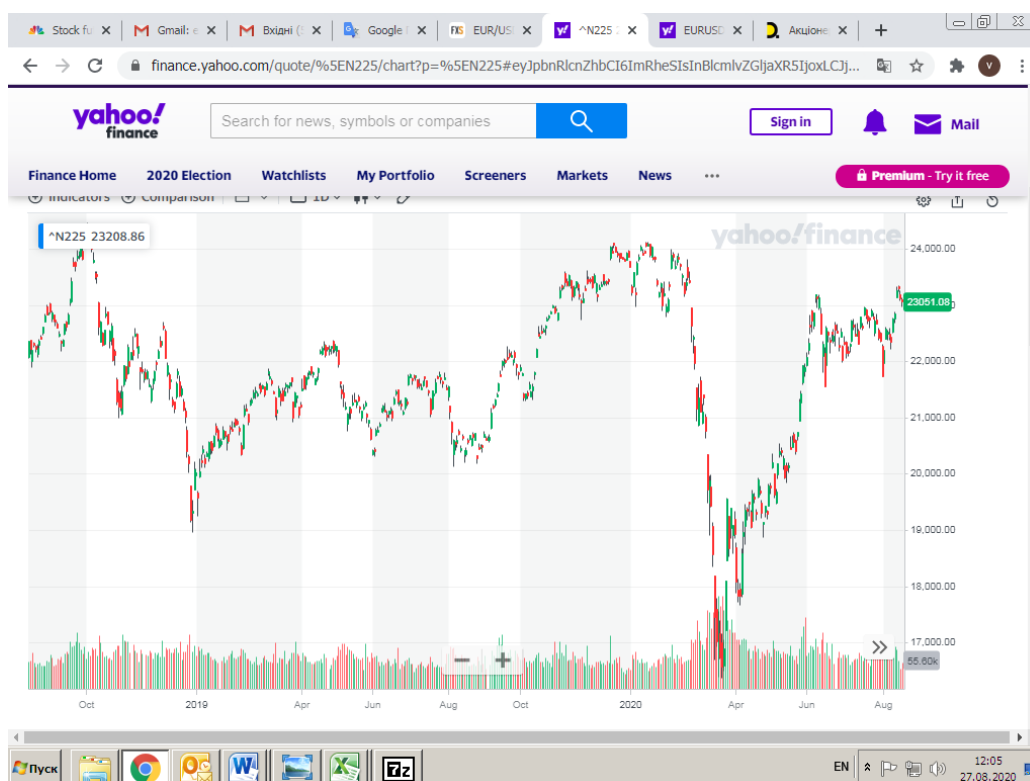 Stock fu
Gmail: е
Вхідні (
Google
FXS EUR/US
^N225
EURUSD
Акціоне
finance.yahoo.com/quote/%5EN225/chart?p=%5EN225#eyJpbnRlcnZhbCI6ImRheSIsInBlcmlvZGljaXR5IjoxLCJj...
V
yahoo!
finance
Search for news, symbols or companies
Sign in
Mail
Finance Home 2020 Election Watchlists My Portfolio Screeners Markets News ...
Premium - Try it free
Indicators Comparison 1D
^N225 23208.86
yahoo!finance
24,000.00
23051.08
22,000.00
21,000.00
20,000.00
19,000.00
18,000.00
17,000.00
55.60k
Oct 2019 Apr Jun Aug Oct 2020 Apr Jun Aug
Пуск
7z
EN
12:05
27.08.2020